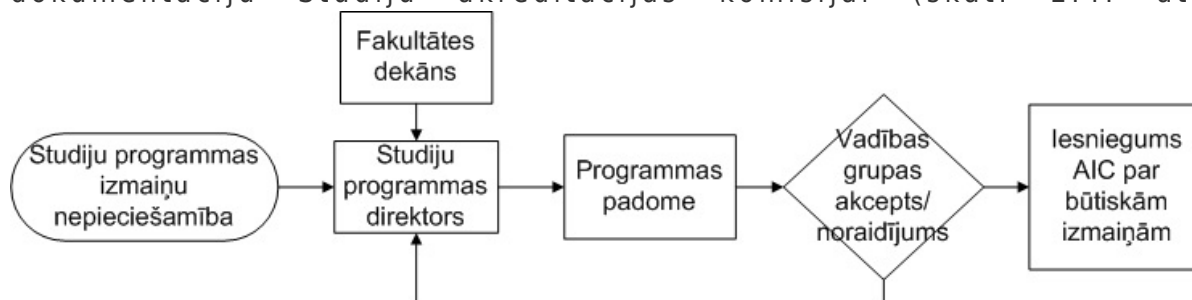 Fakultātes
dekāns
Studiju programmas
izmaiņu
nepieciešamība
Studiju
programmas
direktors
Programmas
padome
Vadības
grupas
akcepts/
noraidījums
Iesniegums
AIC par
būtiskām
izmaiņām